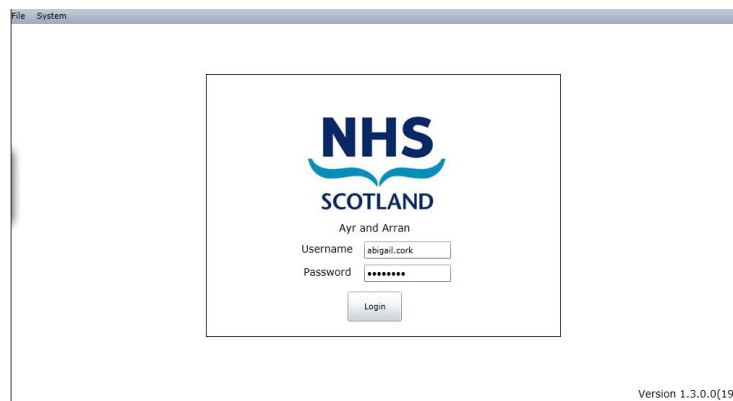 File System
NHS
SCOTLAND
Ayr and Arran
Username abigail.cork
Password ••••••••
Login
Version 1.3.0.0(19